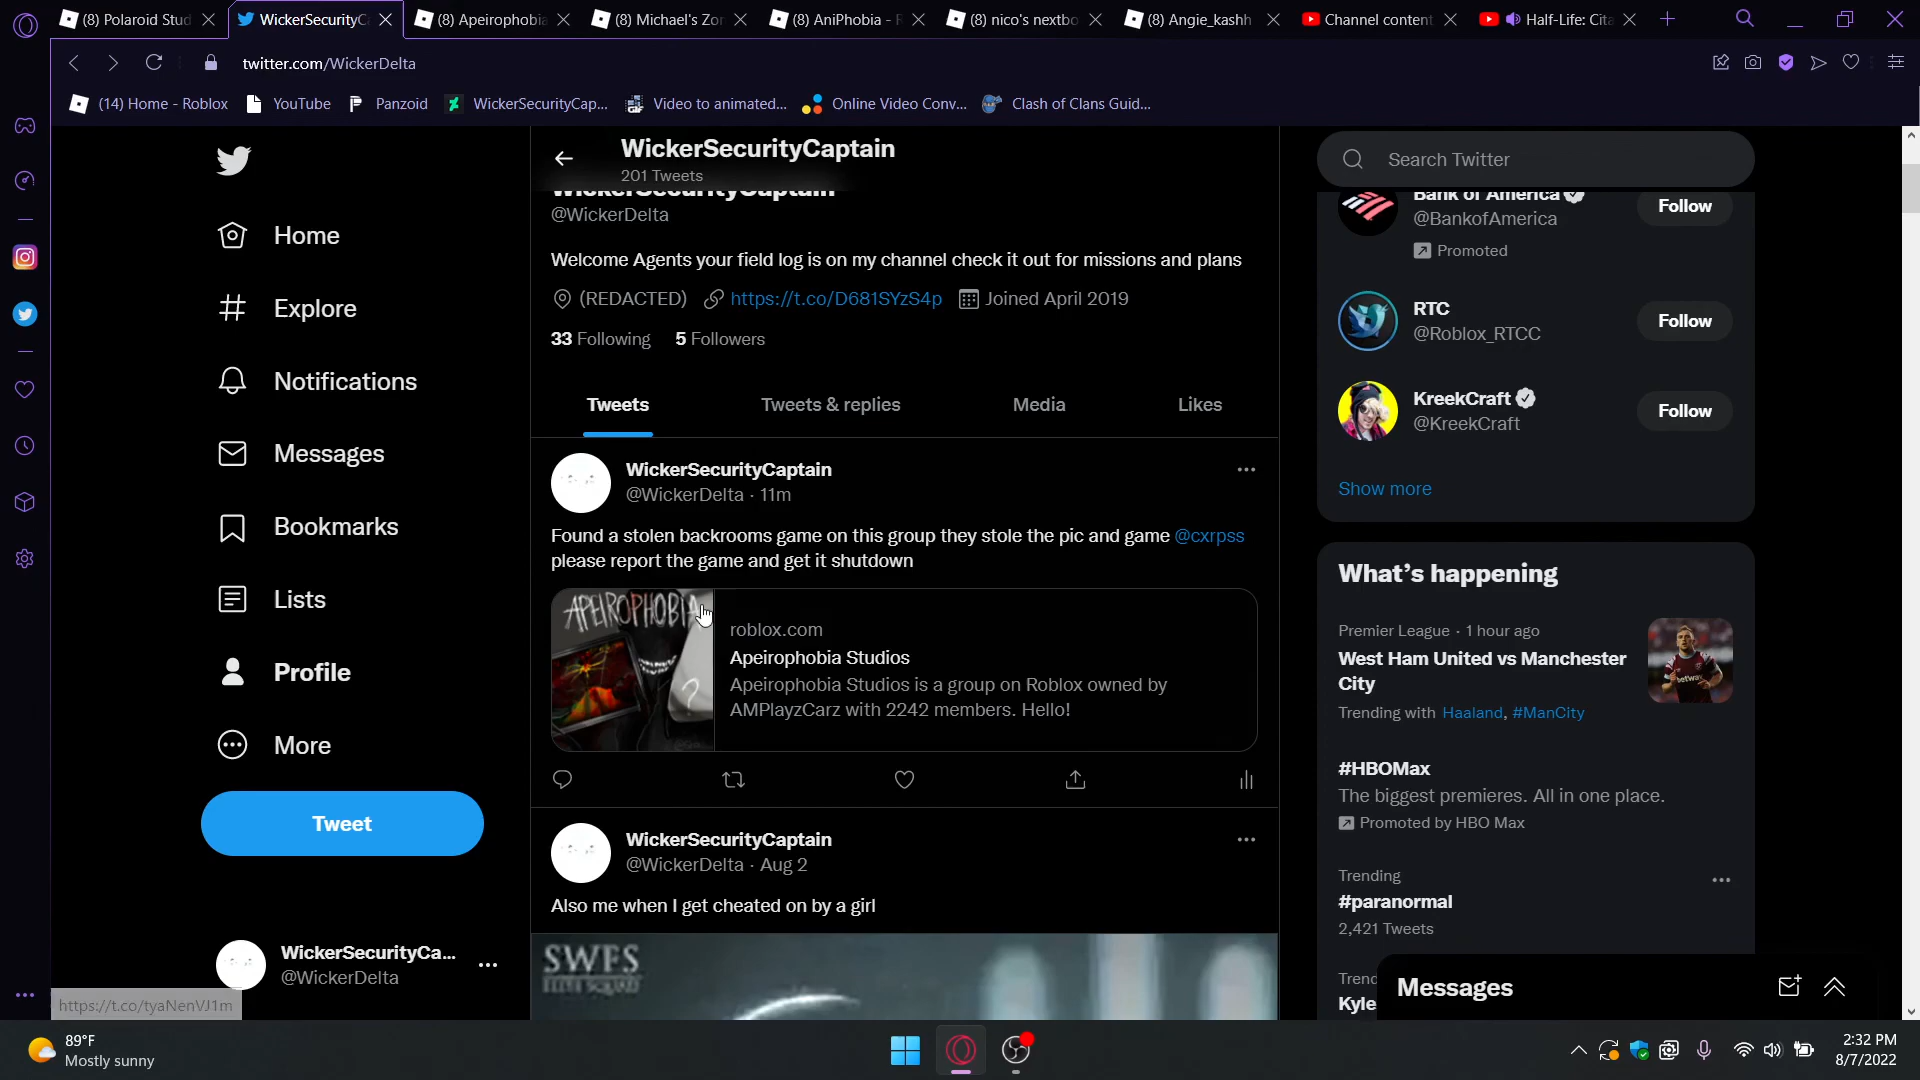 (8) Polaroid Stud
WickerSecurityC
(8) Apeirophobia
(8) Michael's Zor
(8) AniPhobia - R
(8) nico's nextbo
(8) Angie_kashh
Channel content
Half-Life: Cita
twitter.com/WickerDelta
(14) Home - Roblox
YouTube
Panzoid
WickerSecurityCap...
Video to animated...
Online Video Conv...
Clash of Clans Guid...
Home
Explore
Notifications
Messages
Bookmarks
Lists
Profile
More
Tweet
WickerSecurityCa...
@WickerDelta
https://t.co/tyaNenVJ1m
WickerSecurityCaptain
201 Tweets
WickerSecurityCaptain
@WickerDelta
Welcome Agents your field log is on my channel check it out for missions and plans
(REDACTED) https://t.co/D681SYzS4p Joined April 2019
33 Following 5 Followers
Tweets
Tweets & replies
Media
Likes
WickerSecurityCaptain
@WickerDelta · 11m
Found a stolen backrooms game on this group they stole the pic and game @cxrpss
please report the game and get it shutdown
APEIROPHOBIA
?
roblox.com
Apeirophobia Studios
Apeirophobia Studios is a group on Roblox owned by
AMPlayzCarz with 2242 members. Hello!
WickerSecurityCaptain
@WickerDelta · Aug 2
Also me when I get cheated on by a girl
SWFS
ELITE SQUAD
Search Twitter
Bank of America
@BankofAmerica
Follow
Promoted
RTC
@Roblox_RTCC
Follow
KreekCraft
@KreekCraft
Follow
Show more
What's happening
Premier League · 1 hour ago
West Ham United vs Manchester
City
Trending with Haaland, #ManCity
betway
#HBOMax
The biggest premieres. All in one place.
Promoted by HBO Max
Trending
#paranormal
2,421 Tweets
Trend
Kyle
Messages
89°F
Mostly sunny
2:32 PM
8/7/2022